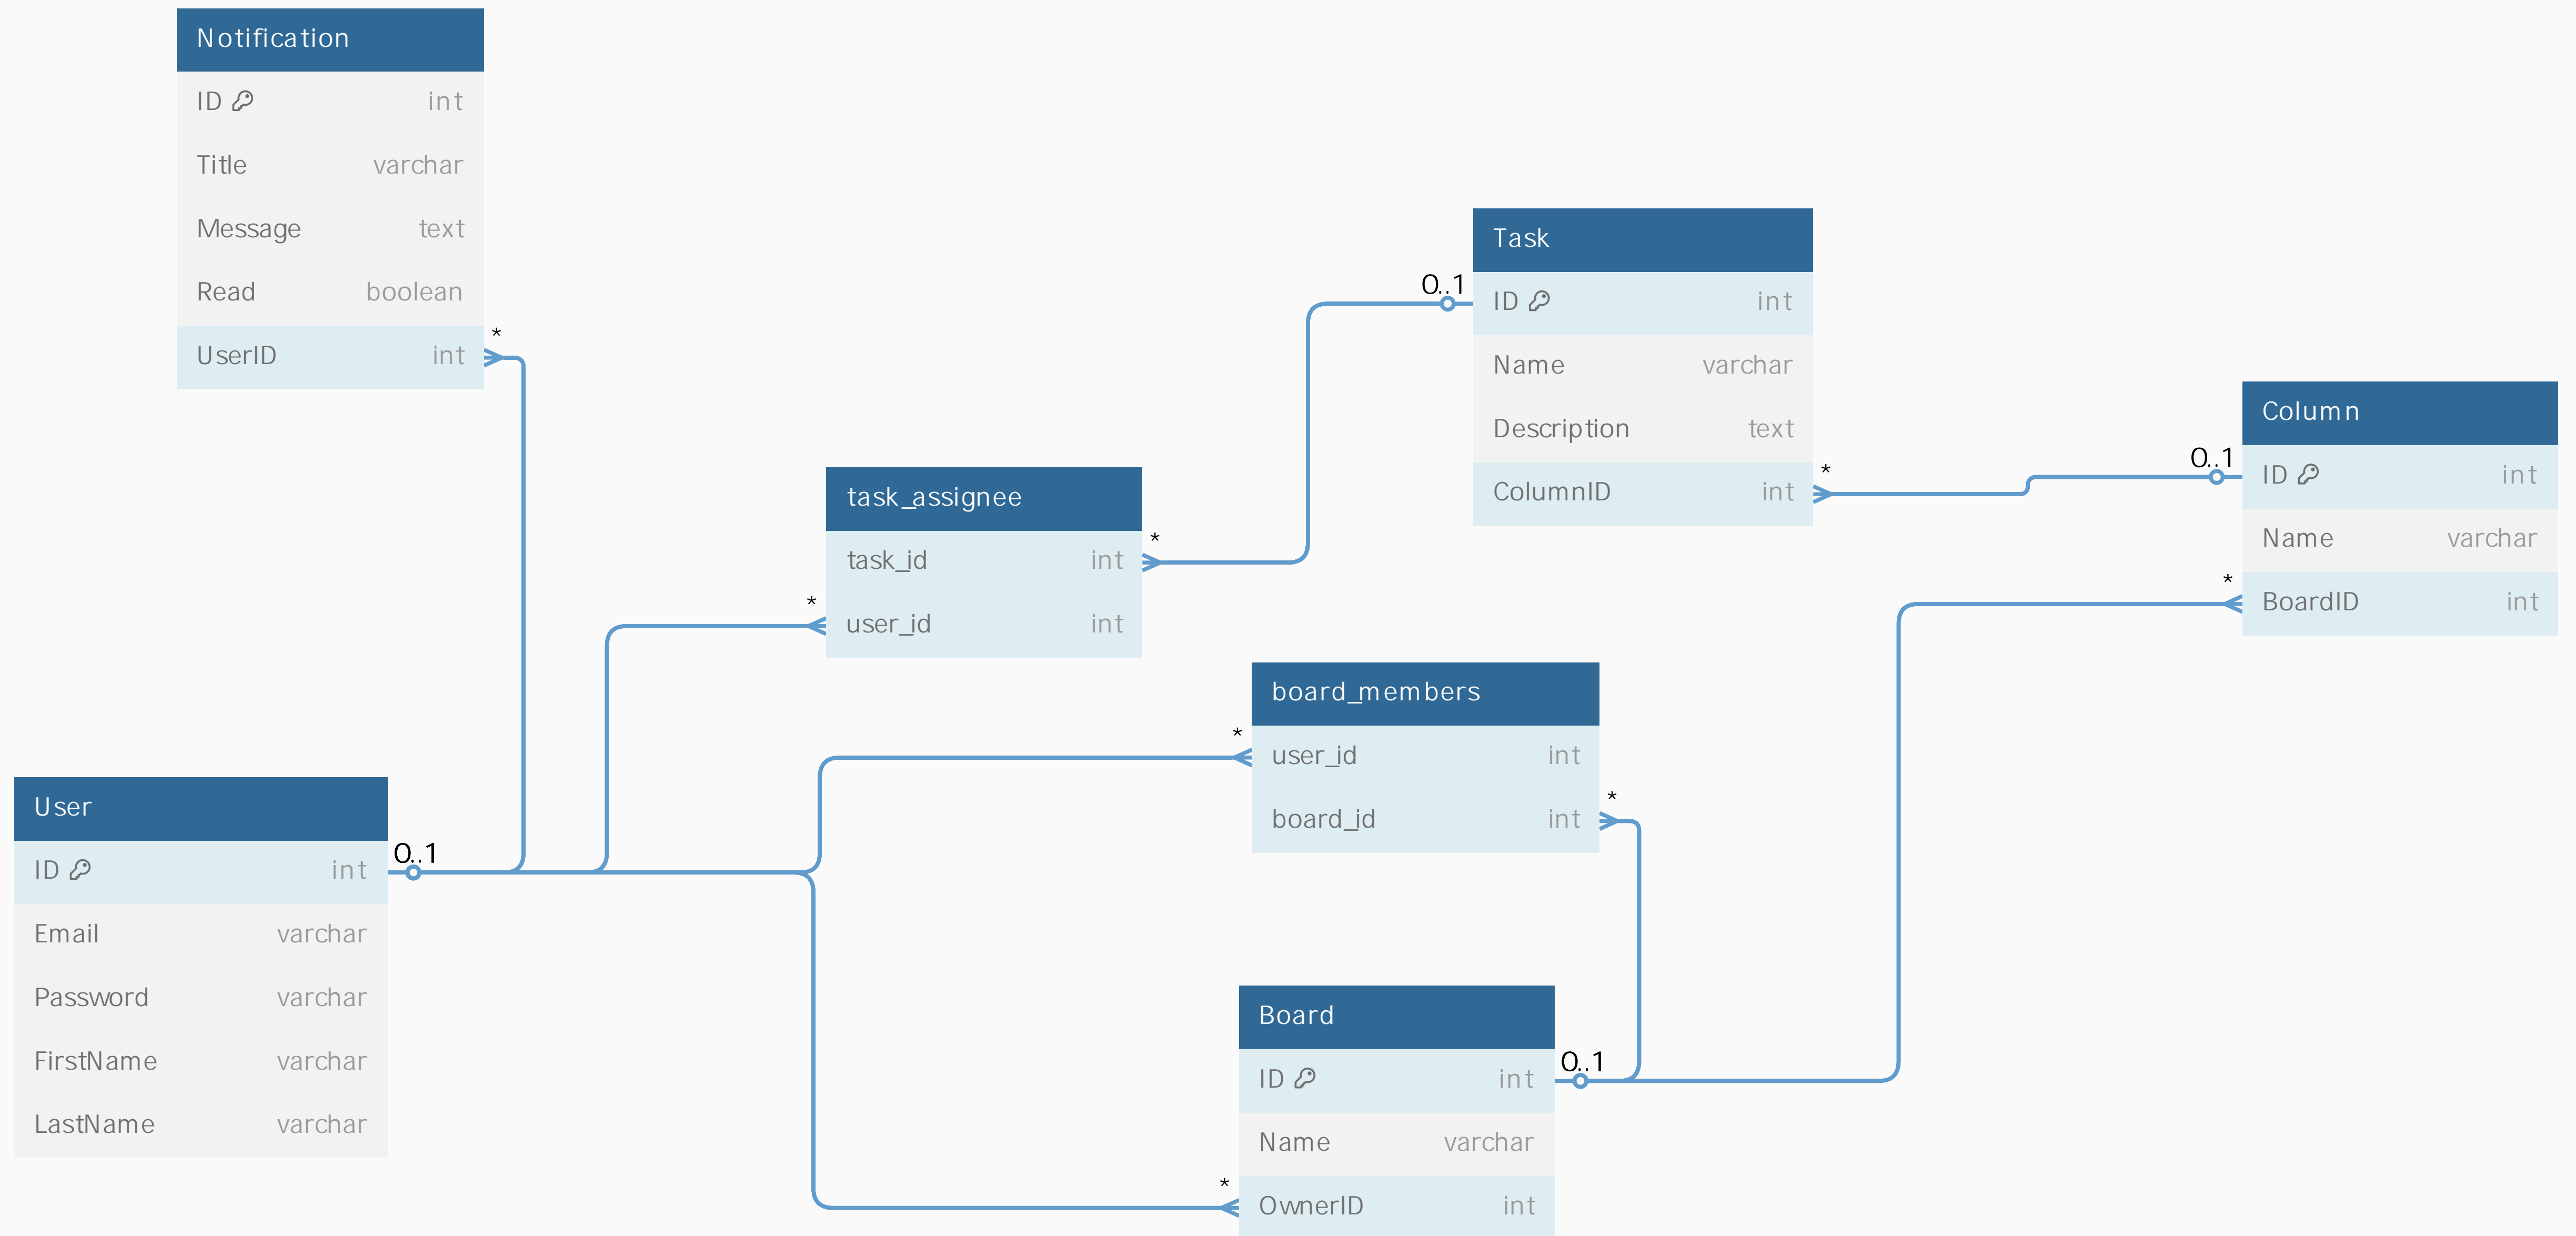 Notification
ID int
Title varchar
Message text
Read boolean
*
UserID int
Task
0..1
ID int
Name varchar
Description text
*
ColumnID int
Column
0..1
ID int
Name varchar
*
BoardID int
task_assignee
*
task_id int
*
user_id int
board_members
*
user_id int
*
board_id int
User
0..1
ID int
Email varchar
Password varchar
FirstName varchar
LastName varchar
Board
0..1
ID int
Name varchar
*
OwnerID int